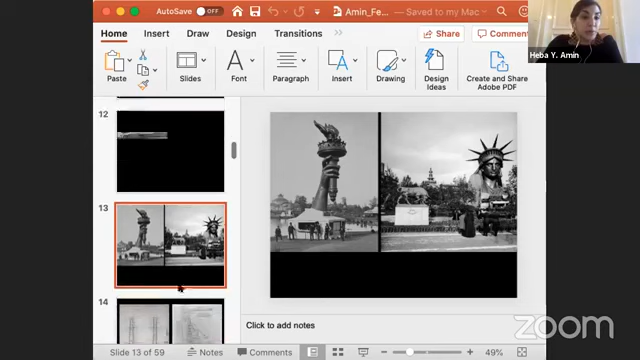 AutoSave OFF Amin_Fe... — Saved to my Mac
Home Insert Draw Design Transitions Share Commen
Paste Slides Font Paragraph Insert Drawing Design Ideas Create and Share Adobe PDF
Heba Y. Amin
12
13
14
Click to add notes
Slide 13 of 59 Notes Comments 49%
zoom